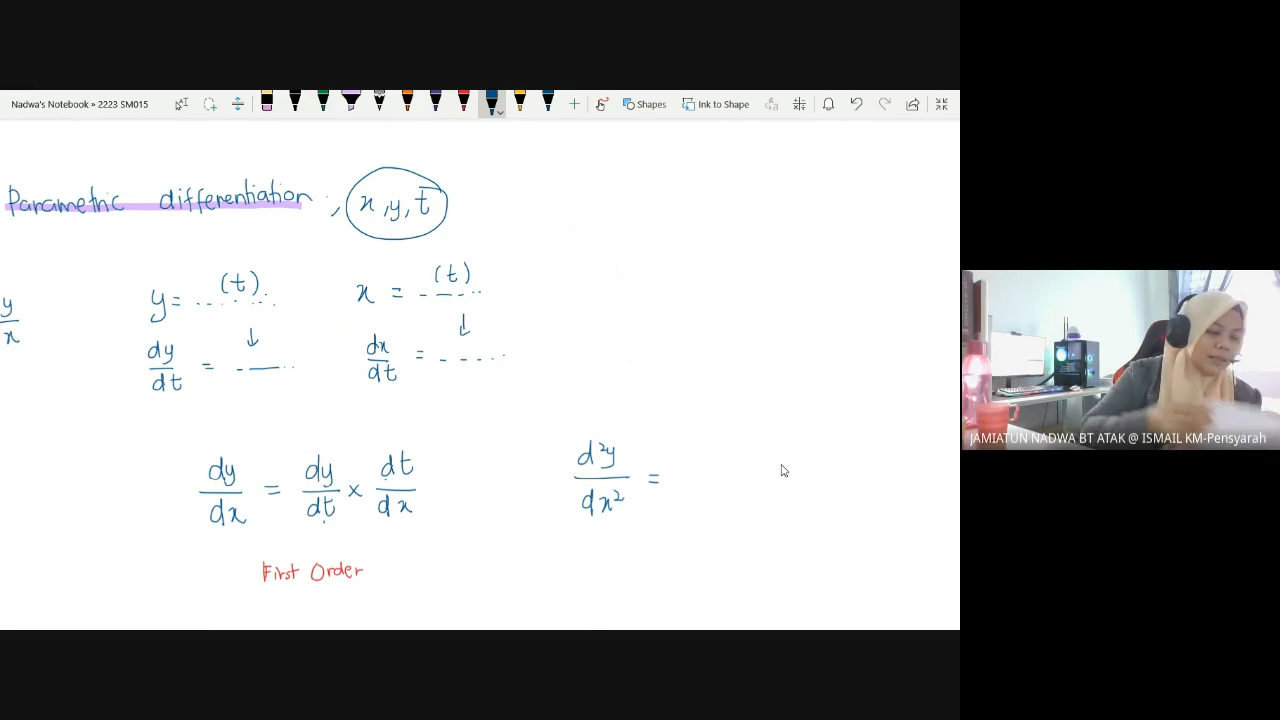 Nadwa's Notebook » 2223 SM015
Shapes
Ink to Shape
Parametric differentiation ; x, y, t
y = ........ (t)
x = - - - .. (t)
y/x
dy/dt = - — ..
dx/dt = - - - ..
dy/dx = dy/dt × dt/dx
d²y/dx² =
First Order
JAMIATUN NADWA BT ATAK @ ISMAIL KM-Pensyarah